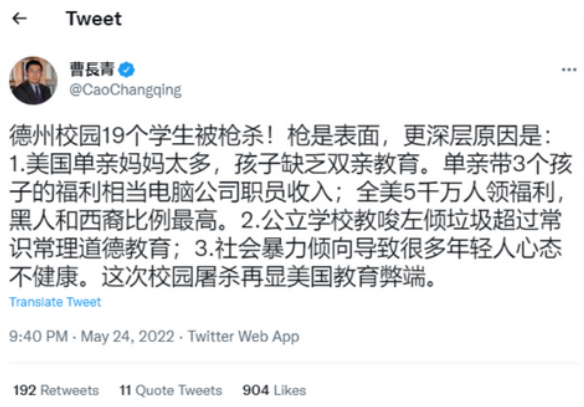 ← Tweet
曹長青
@CaoChangqing
...
德州校园19个学生被枪杀！枪是表面，更深层原因是：
1.美国单亲妈妈太多，孩子缺乏双亲教育。单亲带3个孩
子的福利相当电脑公司职员收入；全美5千万人领福利，
黑人和西裔比例最高。2.公立学校教唆左倾垃圾超过常
识常理道德教育；3.社会暴力倾向导致很多年轻人心态
不健康。这次校园屠杀再显美国教育弊端。
Translate Tweet
9:40 PM · May 24, 2022 · Twitter Web App
192 Retweets 11 Quote Tweets 904 Likes